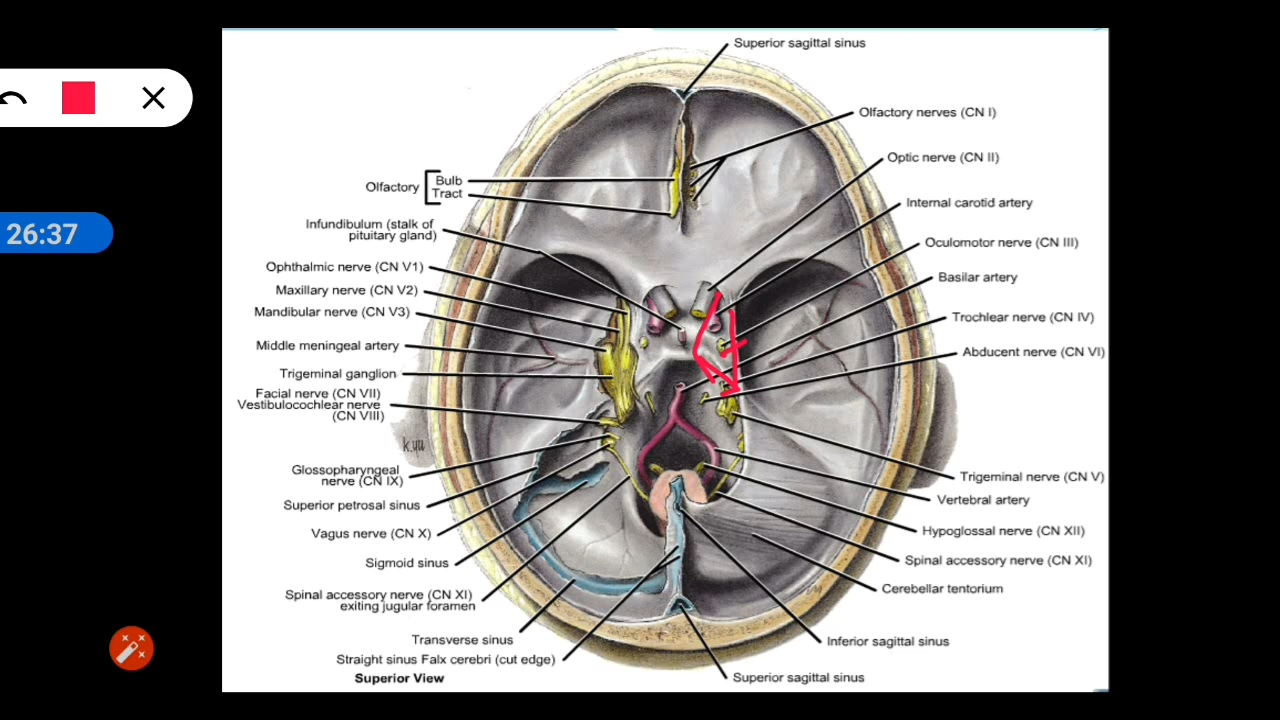 Superior sagittal sinus
Olfactory nerves (CN I)
Optic nerve (CN II)
Olfactory
Bulb
Tract
Internal carotid artery
Infundibulum (stalk of
pituitary gland)
26:37
Oculomotor nerve (CN III)
Ophthalmic nerve (CN V1)
Basilar artery
Maxillary nerve (CN V2)
Mandibular nerve (CN V3)
Trochlear nerve (CN IV)
Middle meningeal artery
Abducent nerve (CN VI)
Trigeminal ganglion
Facial nerve (CN VII)
Vestibulocochlear nerve
(CN VIII)
K.yu
Glossopharyngeal
nerve (CN IX)
Trigeminal nerve (CN V)
Superior petrosal sinus
Vertebral artery
Vagus nerve (CN X)
Hypoglossal nerve (CN XII)
Sigmoid sinus
Spinal accessory nerve (CN XI)
Spinal accessory nerve (CN XI)
exiting jugular foramen
Cerebellar tentorium
Transverse sinus
Inferior sagittal sinus
Straight sinus Falx cerebri (cut edge)
Superior View
Superior sagittal sinus